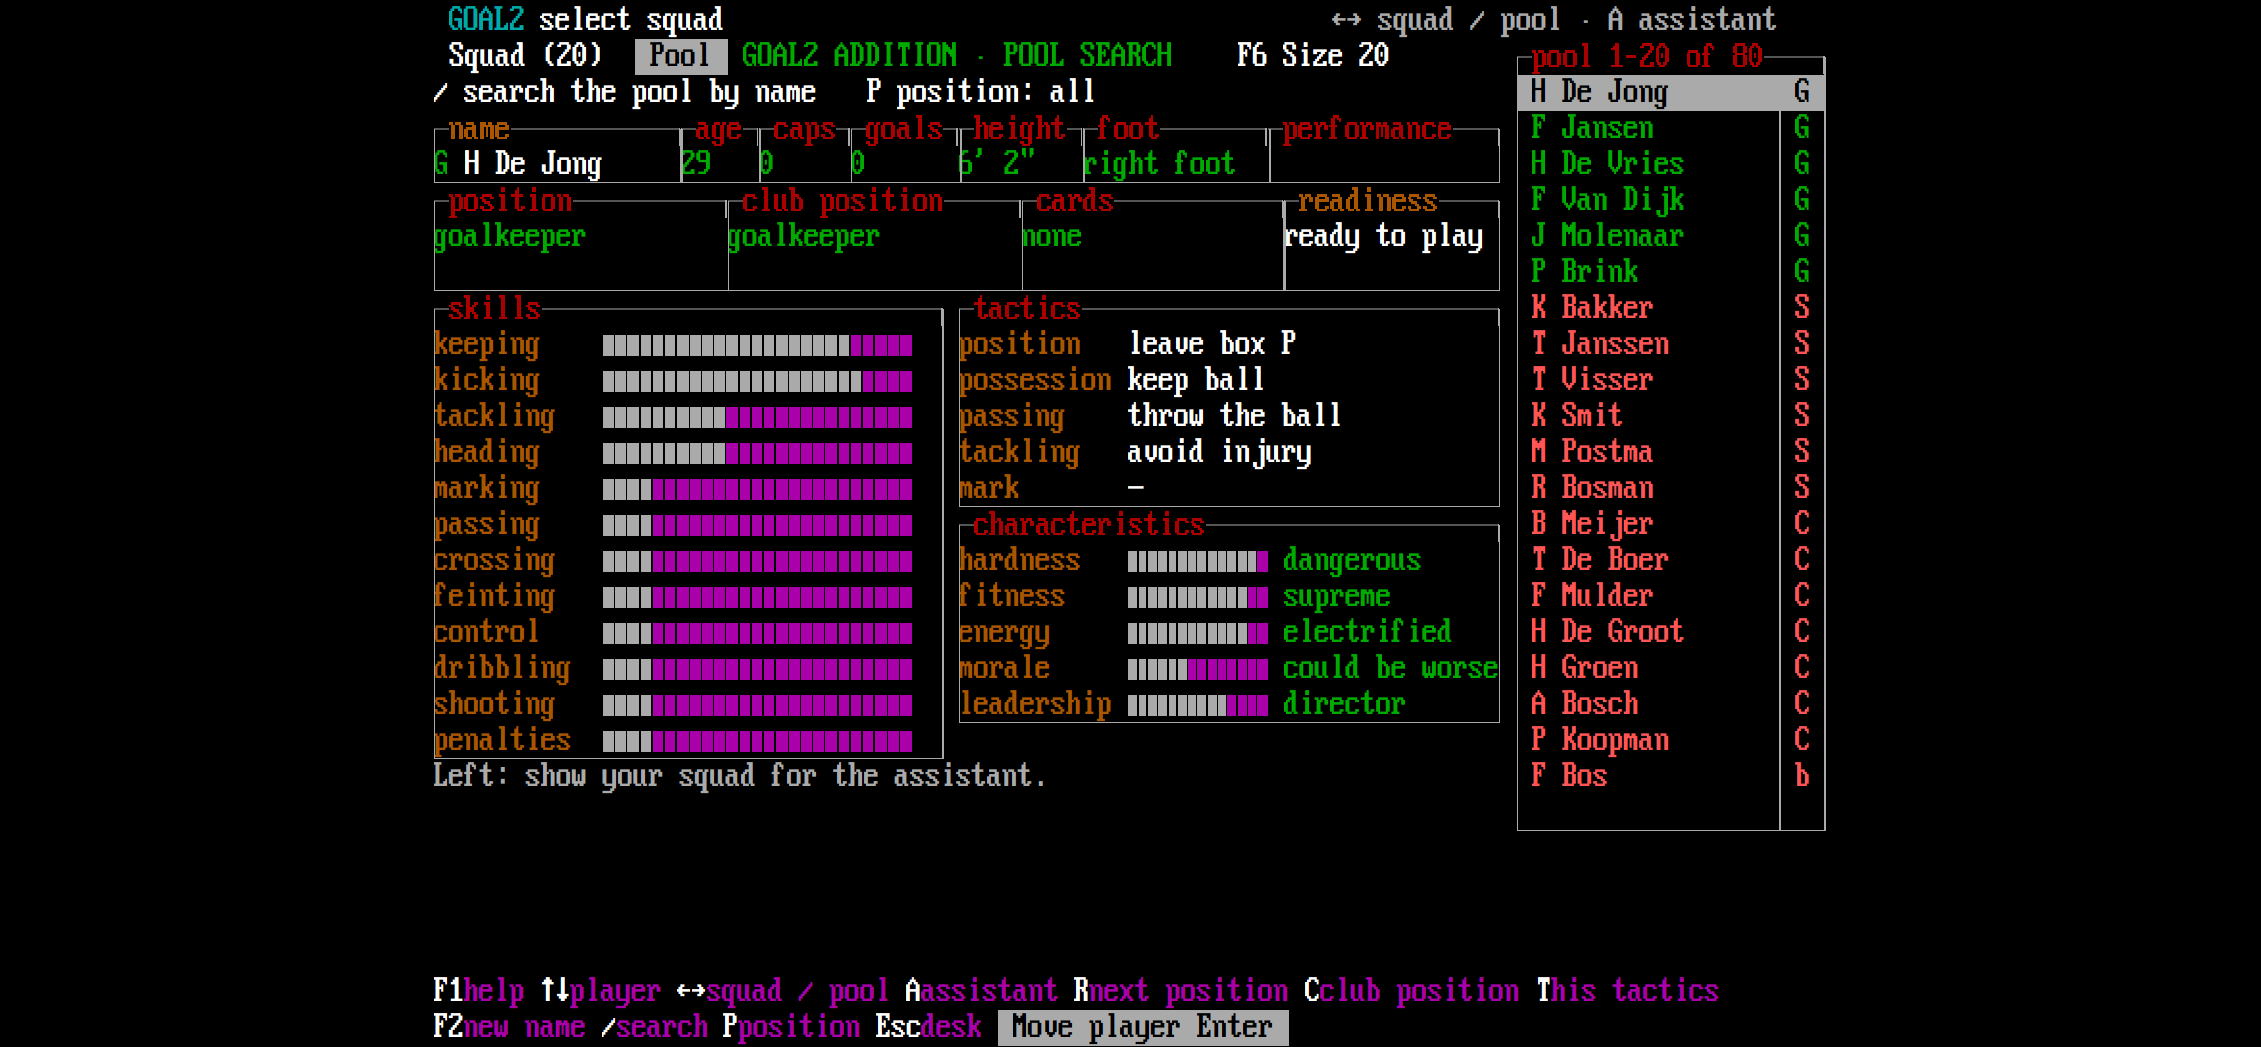 GOAL2 select squad ↔ squad / pool · A assistant
Squad (20) Pool GOAL2 ADDITION · POOL SEARCH F6 Size 20
/ search the pool by name P position: all
name age caps goals height foot performance
G H De Jong 29 0 0 6' 2" right foot
position club position cards readiness
goalkeeper goalkeeper none ready to play
skills
keeping
kicking
tackling
heading
marking
passing
crossing
feinting
control
dribbling
shooting
penalties
tactics
position leave box P
possession keep ball
passing throw the ball
tackling avoid injury
mark —
characteristics
hardness dangerous
fitness supreme
energy electrified
morale could be worse
leadership director
pool 1-20 of 80
H De Jong G
F Jansen G
H De Vries G
F Van Dijk G
J Molenaar G
P Brink G
K Bakker S
T Janssen S
T Visser S
K Smit S
M Postma S
R Bosman S
B Meijer C
T De Boer C
F Mulder C
H De Groot C
H Groen C
A Bosch C
P Koopman C
F Bos b
Left: show your squad for the assistant.
F1help ↑↓player ↔squad / pool Aassistant Rnext position Cclub position This tactics
F2new name /search Pposition Escdesk Move player Enter